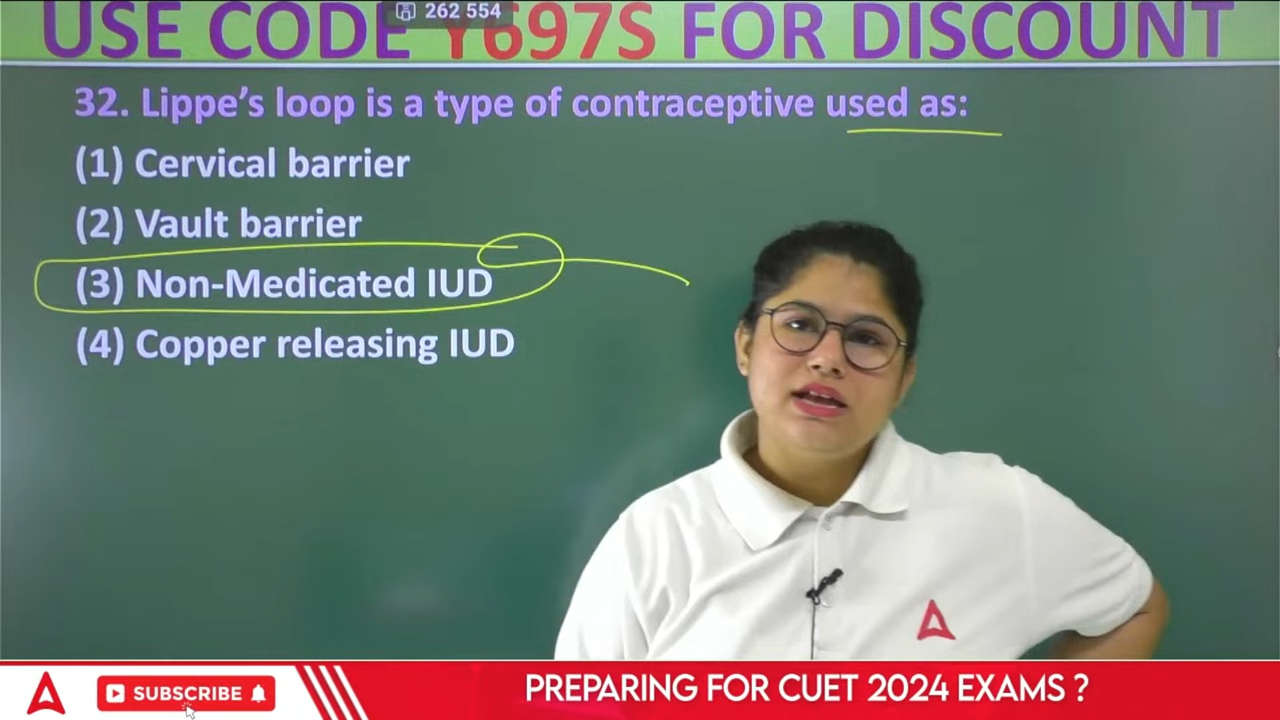 USE CODE Y697S FOR DISCOUNT
262 554
32. Lippe's loop is a type of contraceptive used as:
(1) Cervical barrier
(2) Vault barrier
(3) Non-Medicated IUD
(4) Copper releasing IUD
SUBSCRIBE
PREPARING FOR CUET 2024 EXAMS ?